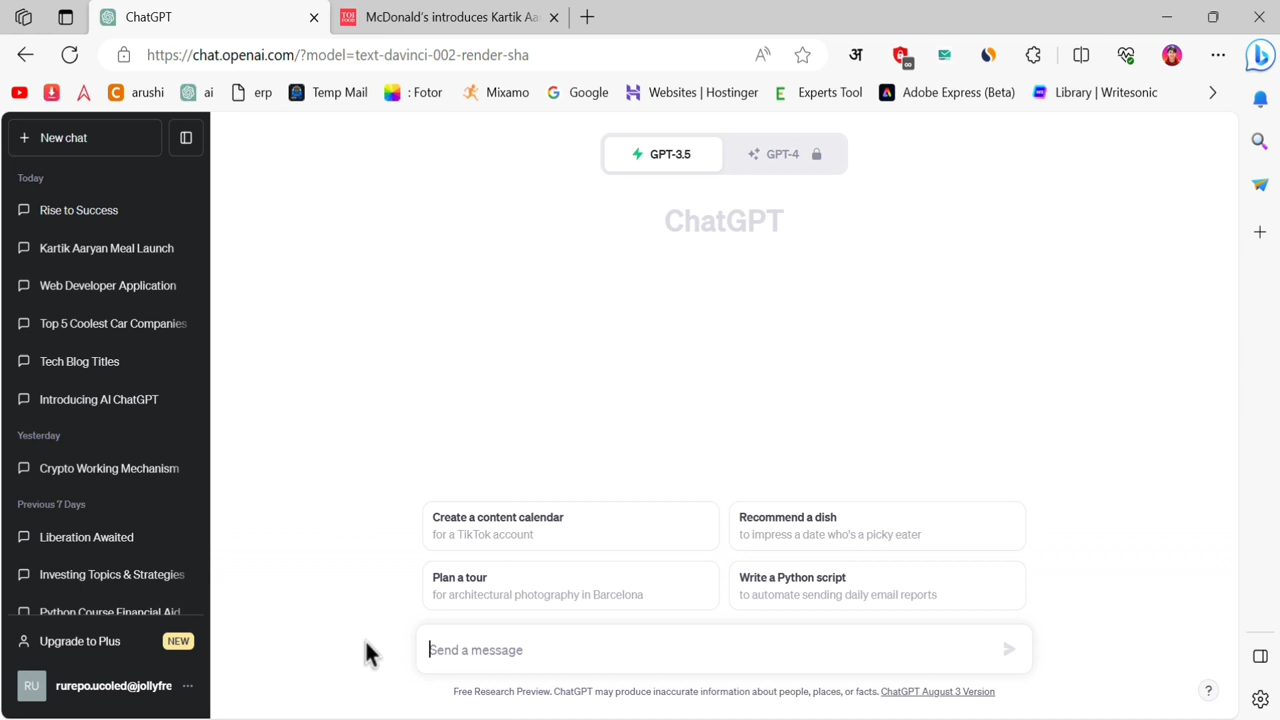 ChatGPT
TOI FOOD
McDonald's introduces Kartik Aa
https://chat.openai.com/?model=text-davinci-002-render-sha
A))
अ
∞
C
arushi
ai
erp
Temp Mail
: Fotor
Mixamo
G
Google
Websites | Hostinger
E
Experts Tool
Adobe Express (Beta)
Library | Writesonic
New chat
GPT-3.5
GPT-4
ChatGPT
Today
Rise to Success
Kartik Aaryan Meal Launch
Web Developer Application
Top 5 Coolest Car Companies
Tech Blog Titles
Introducing AI ChatGPT
Yesterday
Crypto Working Mechanism
Previous 7 Days
Liberation Awaited
Investing Topics & Strategies
Python Course Financial Aid
Upgrade to Plus
NEW
RU
rurepo.ucoled@jollyfre
Create a content calendar
for a TikTok account
Recommend a dish
to impress a date who's a picky eater
Plan a tour
for architectural photography in Barcelona
Write a Python script
to automate sending daily email reports
Send a message
Free Research Preview. ChatGPT may produce inaccurate information about people, places, or facts. ChatGPT August 3 Version
?